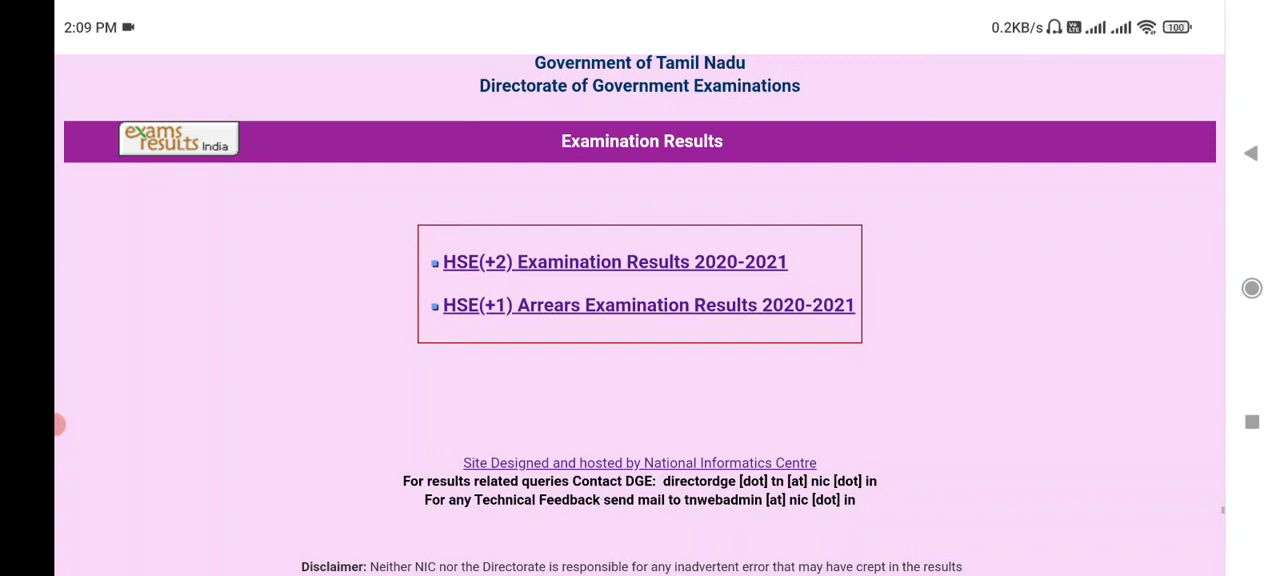 2:09 PM
0.2KB/s
100
Government of Tamil Nadu
Directorate of Government Examinations
exams
results India
Examination Results
HSE(+2) Examination Results 2020-2021
HSE(+1) Arrears Examination Results 2020-2021
Site Designed and hosted by National Informatics Centre
For results related queries Contact DGE:  directordge [dot] tn [at] nic [dot] in
For any Technical Feedback send mail to tnwebadmin [at] nic [dot] in
Disclaimer: Neither NIC nor the Directorate is responsible for any inadvertent error that may have crept in the results